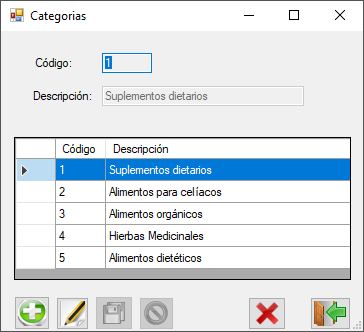 Categorias
Código: 1
Descripción: Suplementos dietarios
Código Descripción
1 Suplementos dietarios
2 Alimentos para celíacos
3 Alimentos orgánicos
4 Hierbas Medicinales
5 Alimentos dietéticos